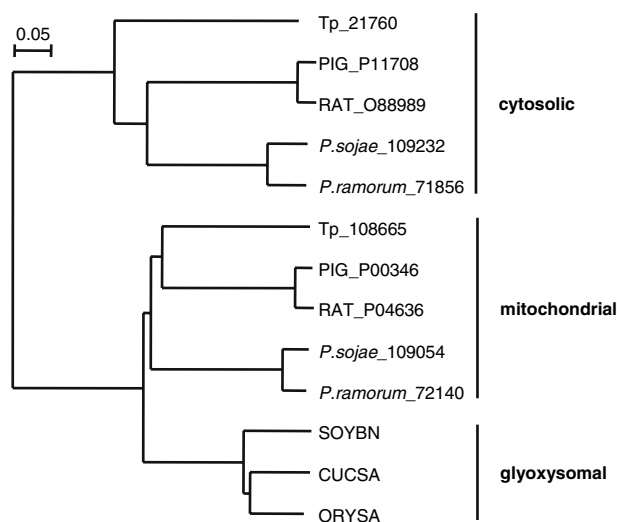 0.05
Tp_21760
PIG_P11708
RAT_O88989
P.sojae_109232
P.ramorum_71856
cytosolic
Tp_108665
PIG_P00346
RAT_P04636
P.sojae_109054
P.ramorum_72140
mitochondrial
SOYBN
CUCSA
ORYSA
glyoxysomal